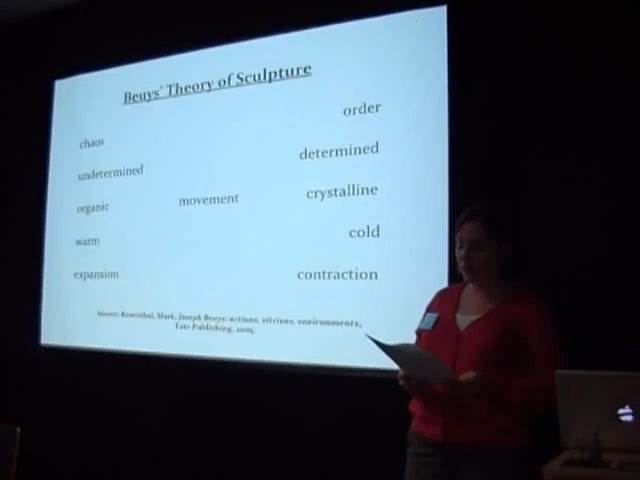 Beuys' Theory of Sculpture
chaos order
undetermined determined
organic movement crystalline
warm cold
expansion contraction
Source: Rosenthal, Mark, Joseph Beuys: actions, vitrines, environments,
Tate Publishing, 2005.